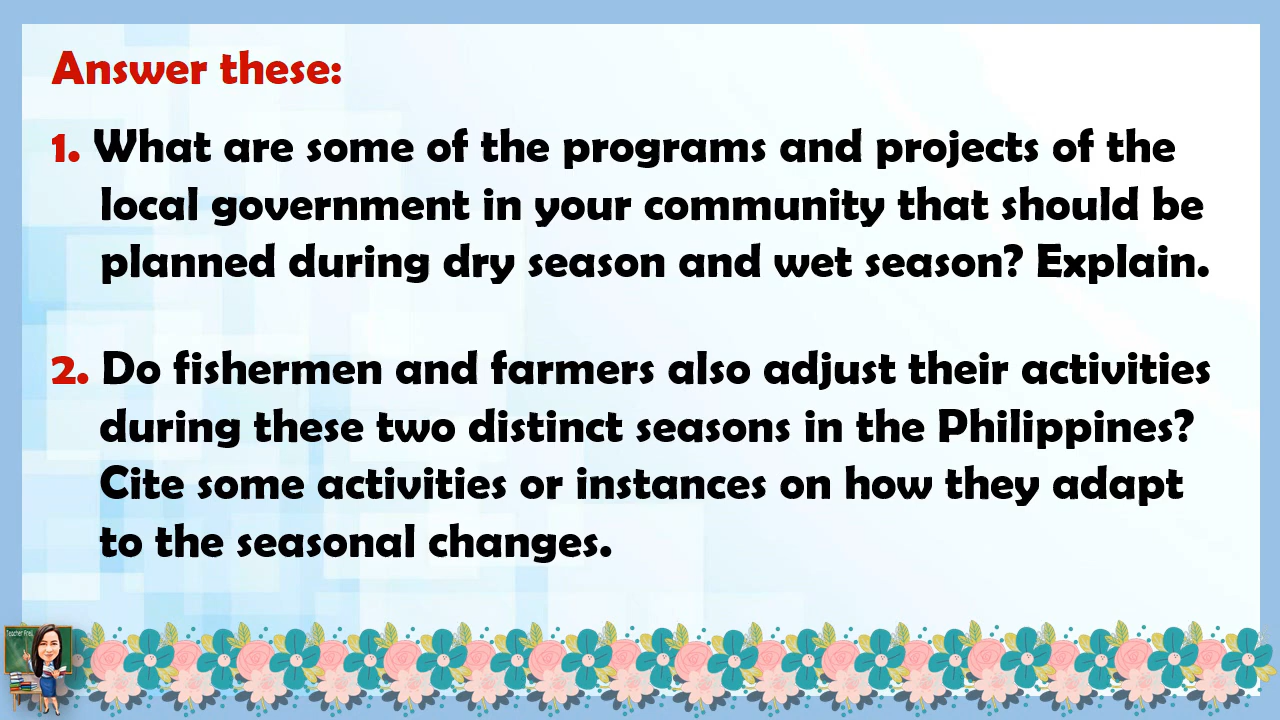 Answer these:
1. What are some of the programs and projects of the
local government in your community that should be
planned during dry season and wet season? Explain.
2. Do fishermen and farmers also adjust their activities
during these two distinct seasons in the Philippines?
Cite some activities or instances on how they adapt
to the seasonal changes.